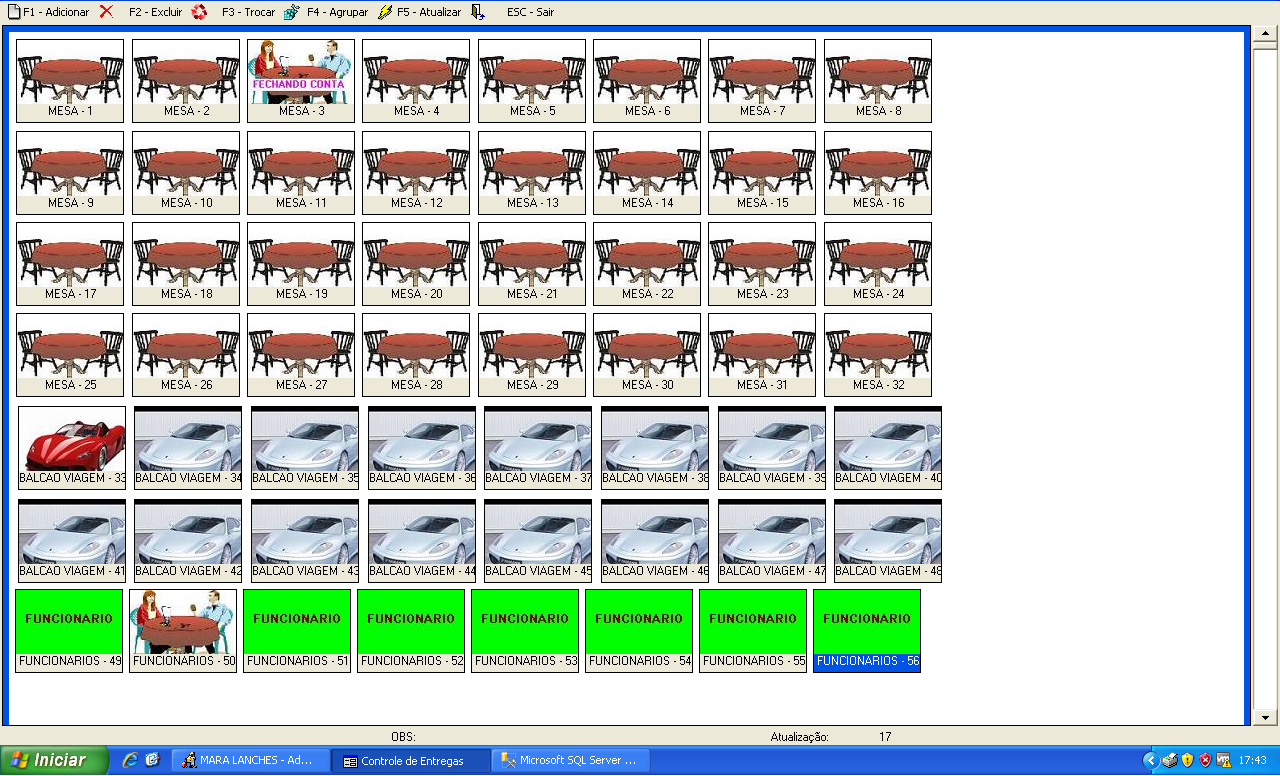 F1 - Adicionar F2 - Excluir F3 - Trocar F4 - Agrupar F5 - Atualizar ESC - Sair
FECHANDO CONTA
MESA - 1 MESA - 2 MESA - 3 MESA - 4 MESA - 5 MESA - 6 MESA - 7 MESA - 8
MESA - 9 MESA - 10 MESA - 11 MESA - 12 MESA - 13 MESA - 14 MESA - 15 MESA - 16
MESA - 17 MESA - 18 MESA - 19 MESA - 20 MESA - 21 MESA - 22 MESA - 23 MESA - 24
MESA - 25 MESA - 26 MESA - 27 MESA - 28 MESA - 29 MESA - 30 MESA - 31 MESA - 32
BALCAO VIAGEM - 33 BALCAO VIAGEM - 34 BALCAO VIAGEM - 35 BALCAO VIAGEM - 36 BALCAO VIAGEM - 37 BALCAO VIAGEM - 38 BALCAO VIAGEM - 39 BALCAO VIAGEM - 40
BALCAO VIAGEM - 41 BALCAO VIAGEM - 42 BALCAO VIAGEM - 43 BALCAO VIAGEM - 44 BALCAO VIAGEM - 45 BALCAO VIAGEM - 46 BALCAO VIAGEM - 47 BALCAO VIAGEM - 48
FUNCIONARIO FUNCIONARIO FUNCIONARIO FUNCIONARIO FUNCIONARIO FUNCIONARIO FUNCIONARIO
FUNCIONARIOS - 49 FUNCIONARIOS - 50 FUNCIONARIOS - 51 FUNCIONARIOS - 52 FUNCIONARIOS - 53 FUNCIONARIOS - 54 FUNCIONARIOS - 55 FUNCIONARIOS - 56
OBS: Atualização: 17
Iniciar MARA LANCHES - Ad... Controle de Entregas Microsoft SQL Server ... 17:43